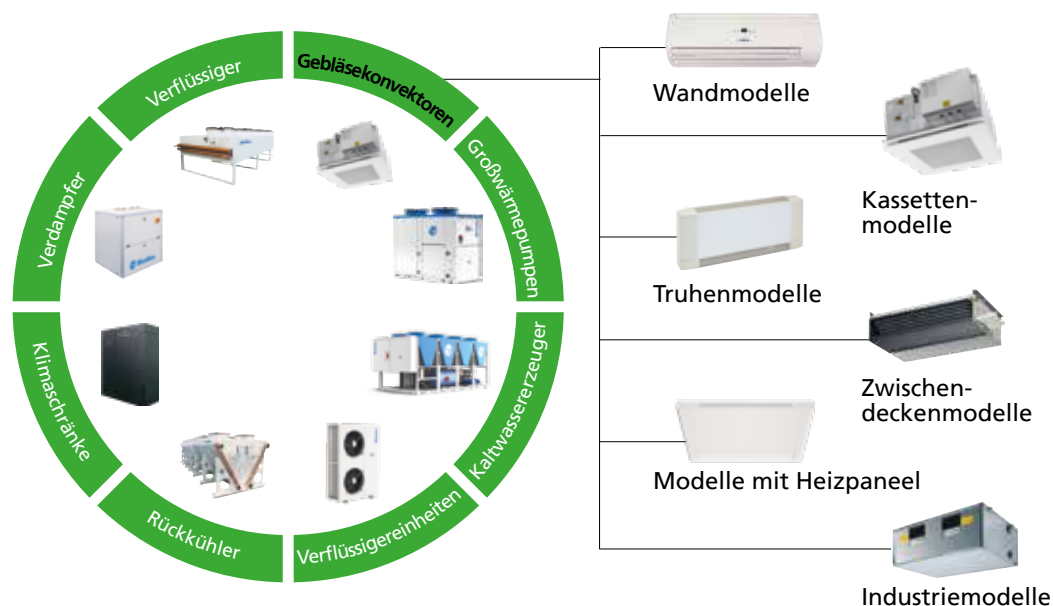 Gebläsekonvektoren
Großwärmepumpen
Kaltwassererzeuger
Verflüssigereinheiten
Rückkühler
Klimaschränke
Verdampfer
Verflüssiger
Wandmodelle
Kassetten-
modelle
Truhenmodelle
Zwischen-
deckenmodelle
Modelle mit Heizpaneel
Industriemodelle